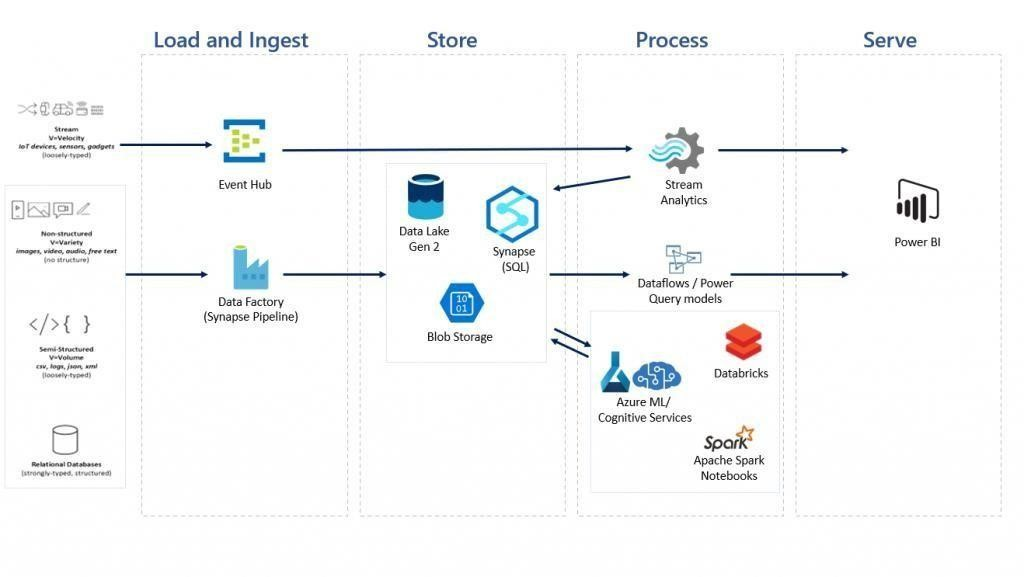 Load and Ingest
Store
Process
Serve
Stream
V=Velocity
IoT devices, sensors, gadgets
(loosely-typed)
Event Hub
Stream
Analytics
Non-structured
V=Variety
images, video, audio, free text
(no structure)
Data Lake
Gen 2
Synapse
(SQL)
Power BI
Data Factory
(Synapse Pipeline)
Dataflows / Power
Query models
10
01
Blob Storage
</>{ }
Semi-Structured
V=Volume
csv, logs, json, xml
(loosely-typed)
Databricks
Azure ML/
Cognitive Services
Spark
Apache Spark
Notebooks
Relational Databases
(strongly-typed, structured)